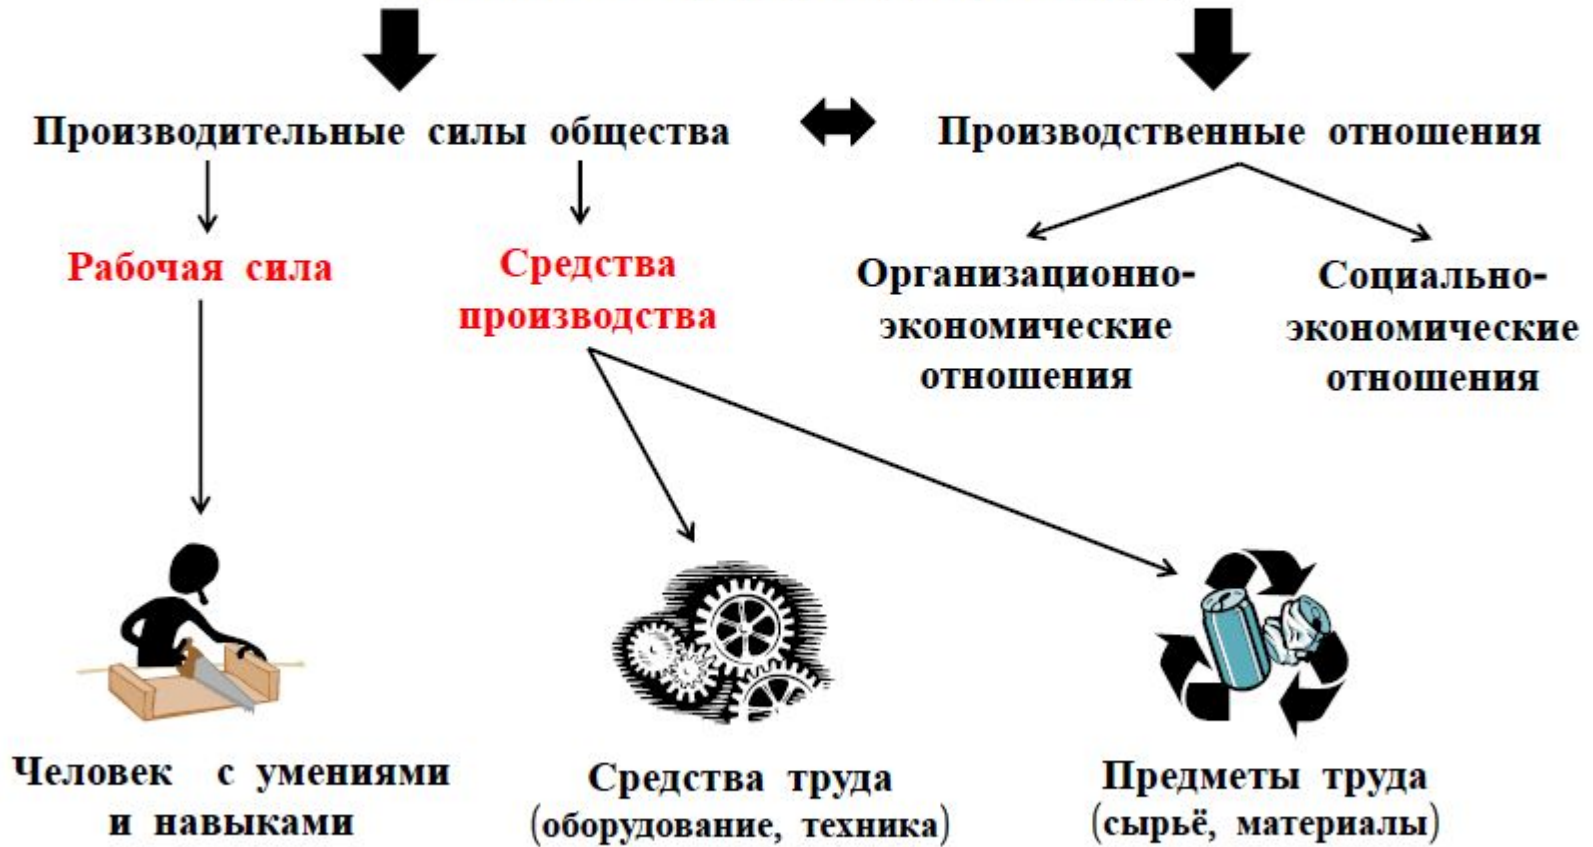 Производительные силы общества
Производственные отношения
Рабочая сила
Средства
производства
Организационно-
экономические
отношения
Социально-
экономические
отношения
Человек с умениями
и навыками
Средства труда
(оборудование, техника)
Предметы труда
(сырьё, материалы)